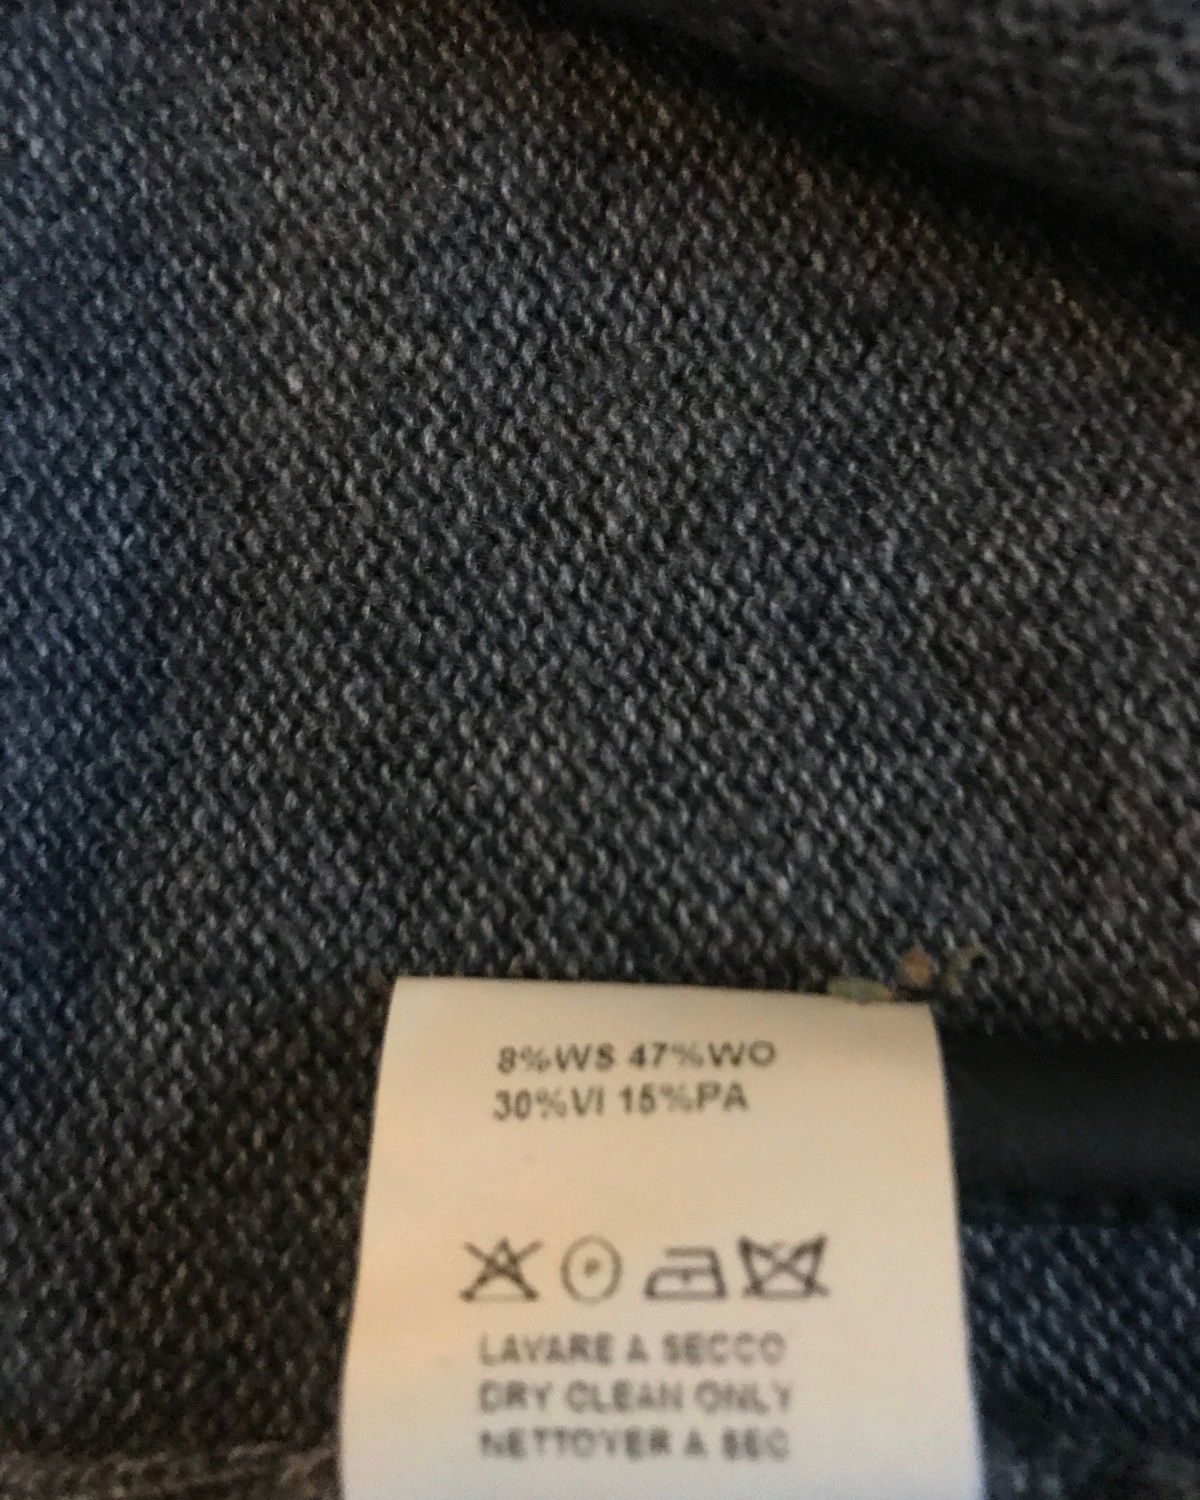 8%WS 47%WO
30%VI 15%PA
P
LAVARE A SECCO
DRY CLEAN ONLY
NETTOYER A SEC